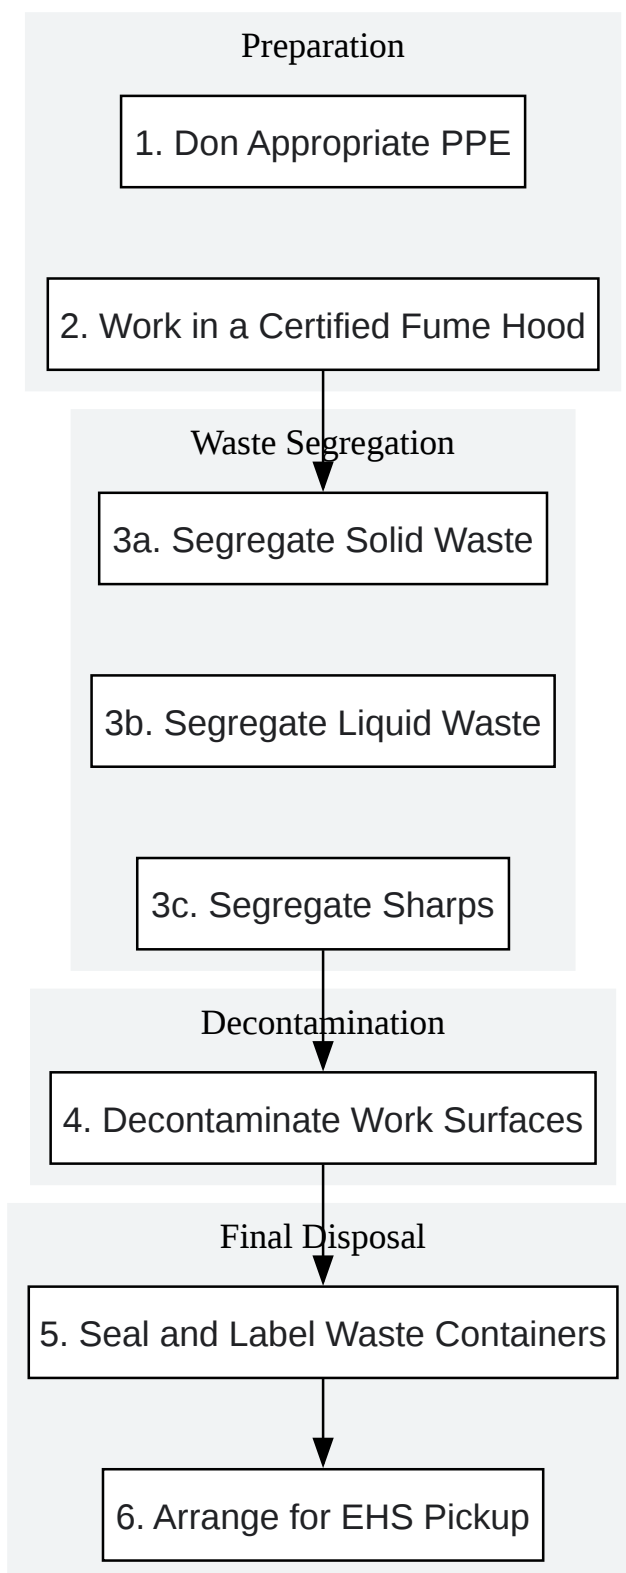 Preparation
1. Don Appropriate PPE
2. Work in a Certified Fume Hood
Waste Segregation
3a. Segregate Solid Waste
3b. Segregate Liquid Waste
3c. Segregate Sharps
Decontamination
4. Decontaminate Work Surfaces
Final Disposal
5. Seal and Label Waste Containers
6. Arrange for EHS Pickup